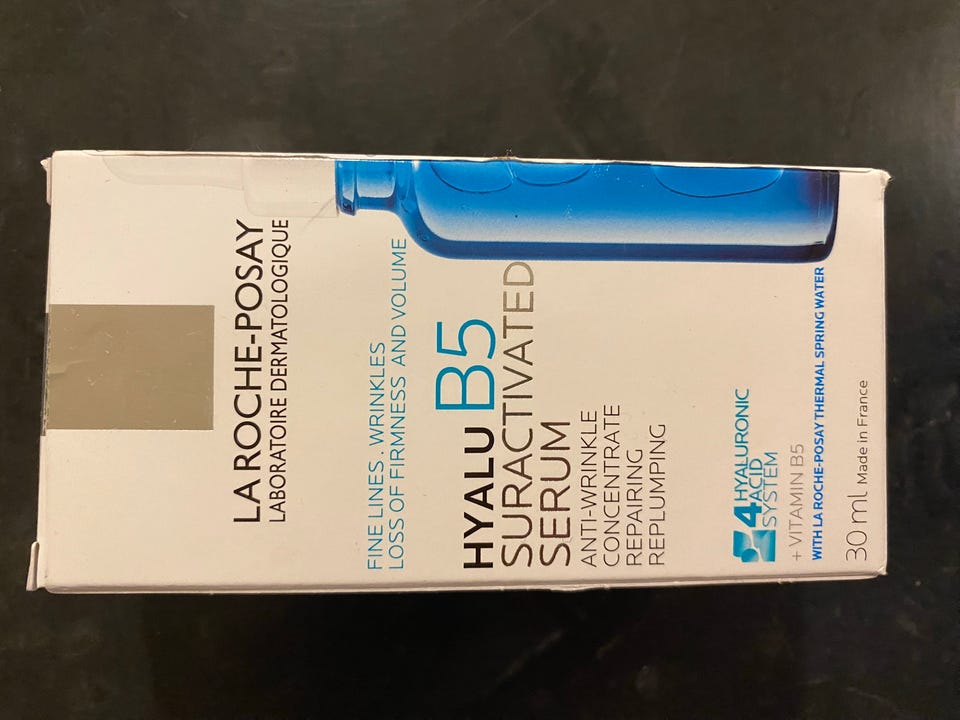 LA ROCHE-POSAY
LABORATOIRE DERMATOLOGIQUE
FINE LINES. WRINKLES
LOSS OF FIRMNESS AND VOLUME
HYALU B5
SURACTIVATED
SERUM
ANTI-WRINKLE
CONCENTRATE
REPAIRING
REPLUMPING
4 HYALURONIC
ACID
SYSTEM
+ VITAMIN B5
WITH LA ROCHE-POSAY THERMAL SPRING WATER
30 ml Made in France